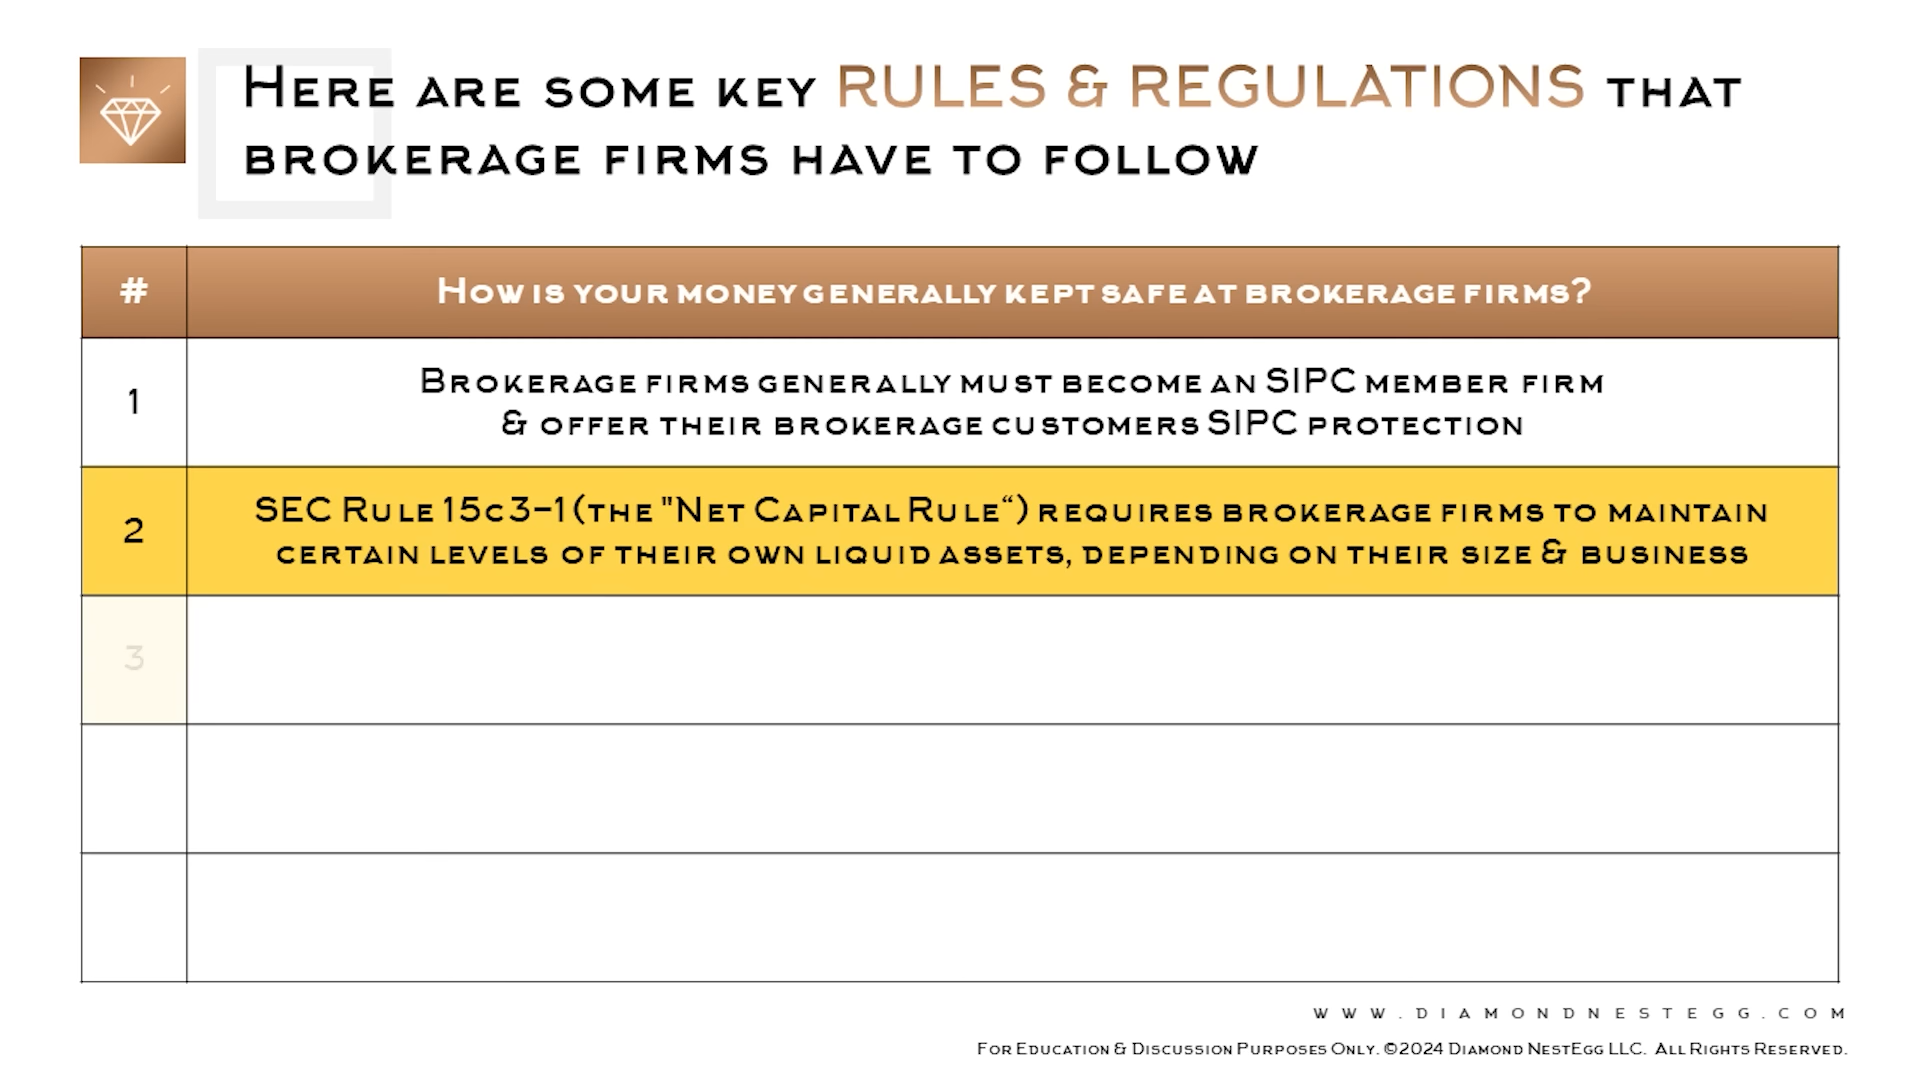 Here are some key RULES & REGULATIONS that
brokerage firms have to follow
#
How is your money generally kept safe at brokerage firms?
1
Brokerage firms generally must become an SIPC member firm
& offer their brokerage customers SIPC protection
2
SEC Rule 15c3-1 (the "Net Capital Rule“) requires brokerage firms to maintain
certain levels of their own liquid assets, depending on their size & business
3
www.diamondnestegg.com
For Education & Discussion Purposes Only. ©2024 Diamond NestEgg LLC. All Rights Reserved.